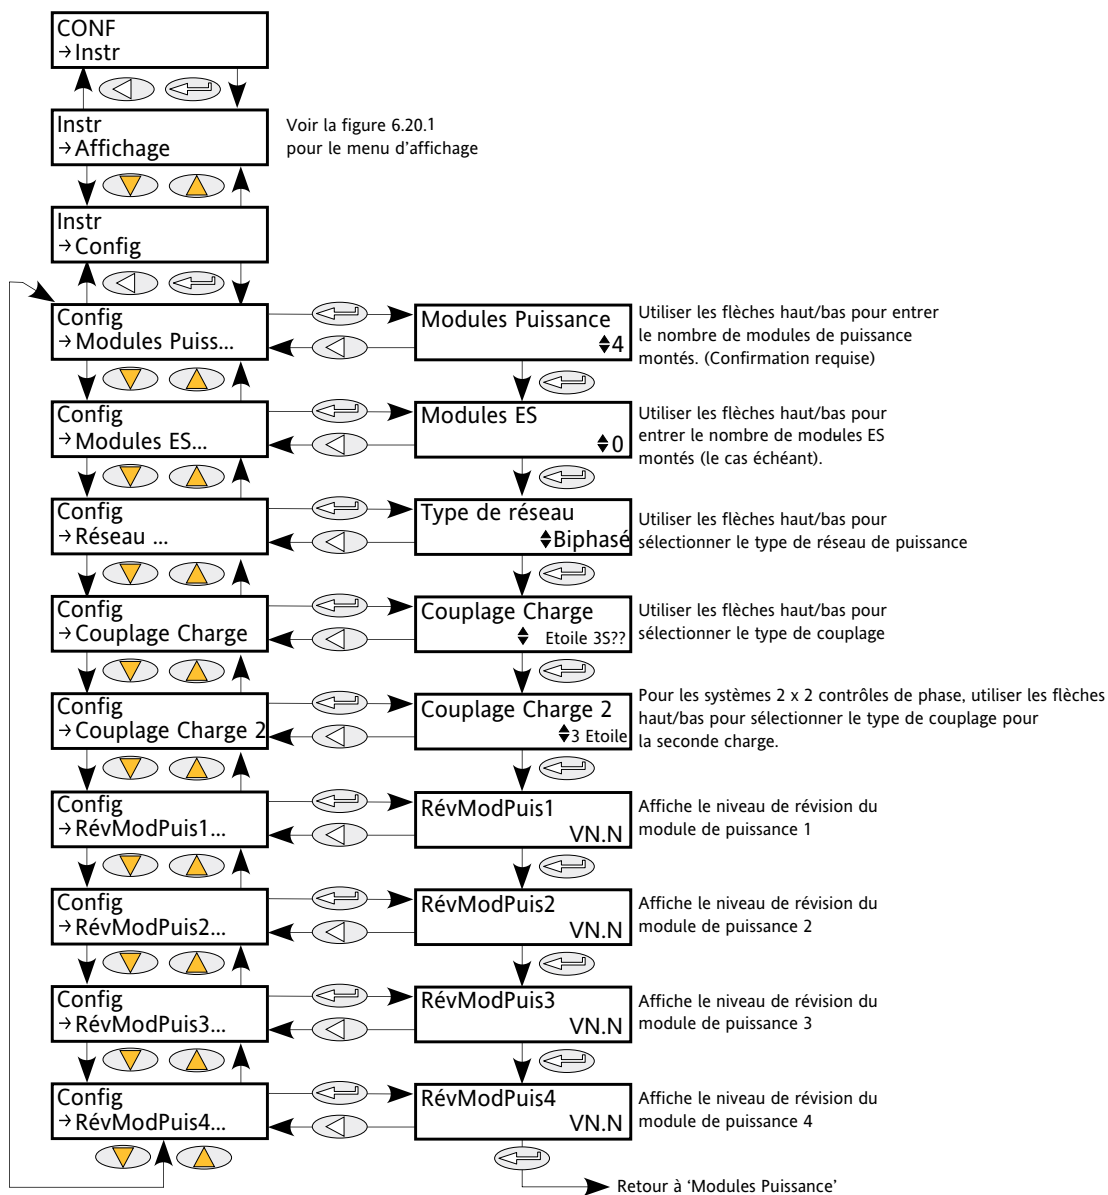 CONF
→Instr
Instr
→Affichage
Voir la figure 6.20.1
pour le menu d'affichage
Instr
→Config
Config
→Modules Puiss...
Modules Puissance
4
Utiliser les flèches haut/bas pour entrer
le nombre de modules de puissance
montés. (Confirmation requise)
Config
→Modules ES...
Modules ES
0
Utiliser les flèches haut/bas pour
entrer le nombre de modules ES
montés (le cas échéant).
Config
→Réseau ...
Type de réseau
Biphasé
Utiliser les flèches haut/bas pour
sélectionner le type de réseau de puissance
Config
→Couplage Charge
Couplage Charge
Etoile 3S??
Utiliser les flèches haut/bas pour
sélectionner le type de couplage
Config
→Couplage Charge 2
Couplage Charge 2
3 Etoile
Pour les systèmes 2 x 2 contrôles de phase, utiliser les flèches
haut/bas pour sélectionner le type de couplage pour
la seconde charge.
Config
→RévModPuis1...
RévModPuis1
VN.N
Affiche le niveau de révision du
module de puissance 1
Config
→RévModPuis2...
RévModPuis2
VN.N
Affiche le niveau de révision du
module de puissance 2
Config
→RévModPuis3...
RévModPuis3
VN.N
Affiche le niveau de révision du
module de puissance 3
Config
→RévModPuis4...
RévModPuis4
VN.N
Affiche le niveau de révision du
module de puissance 4
Retour à 'Modules Puissance'